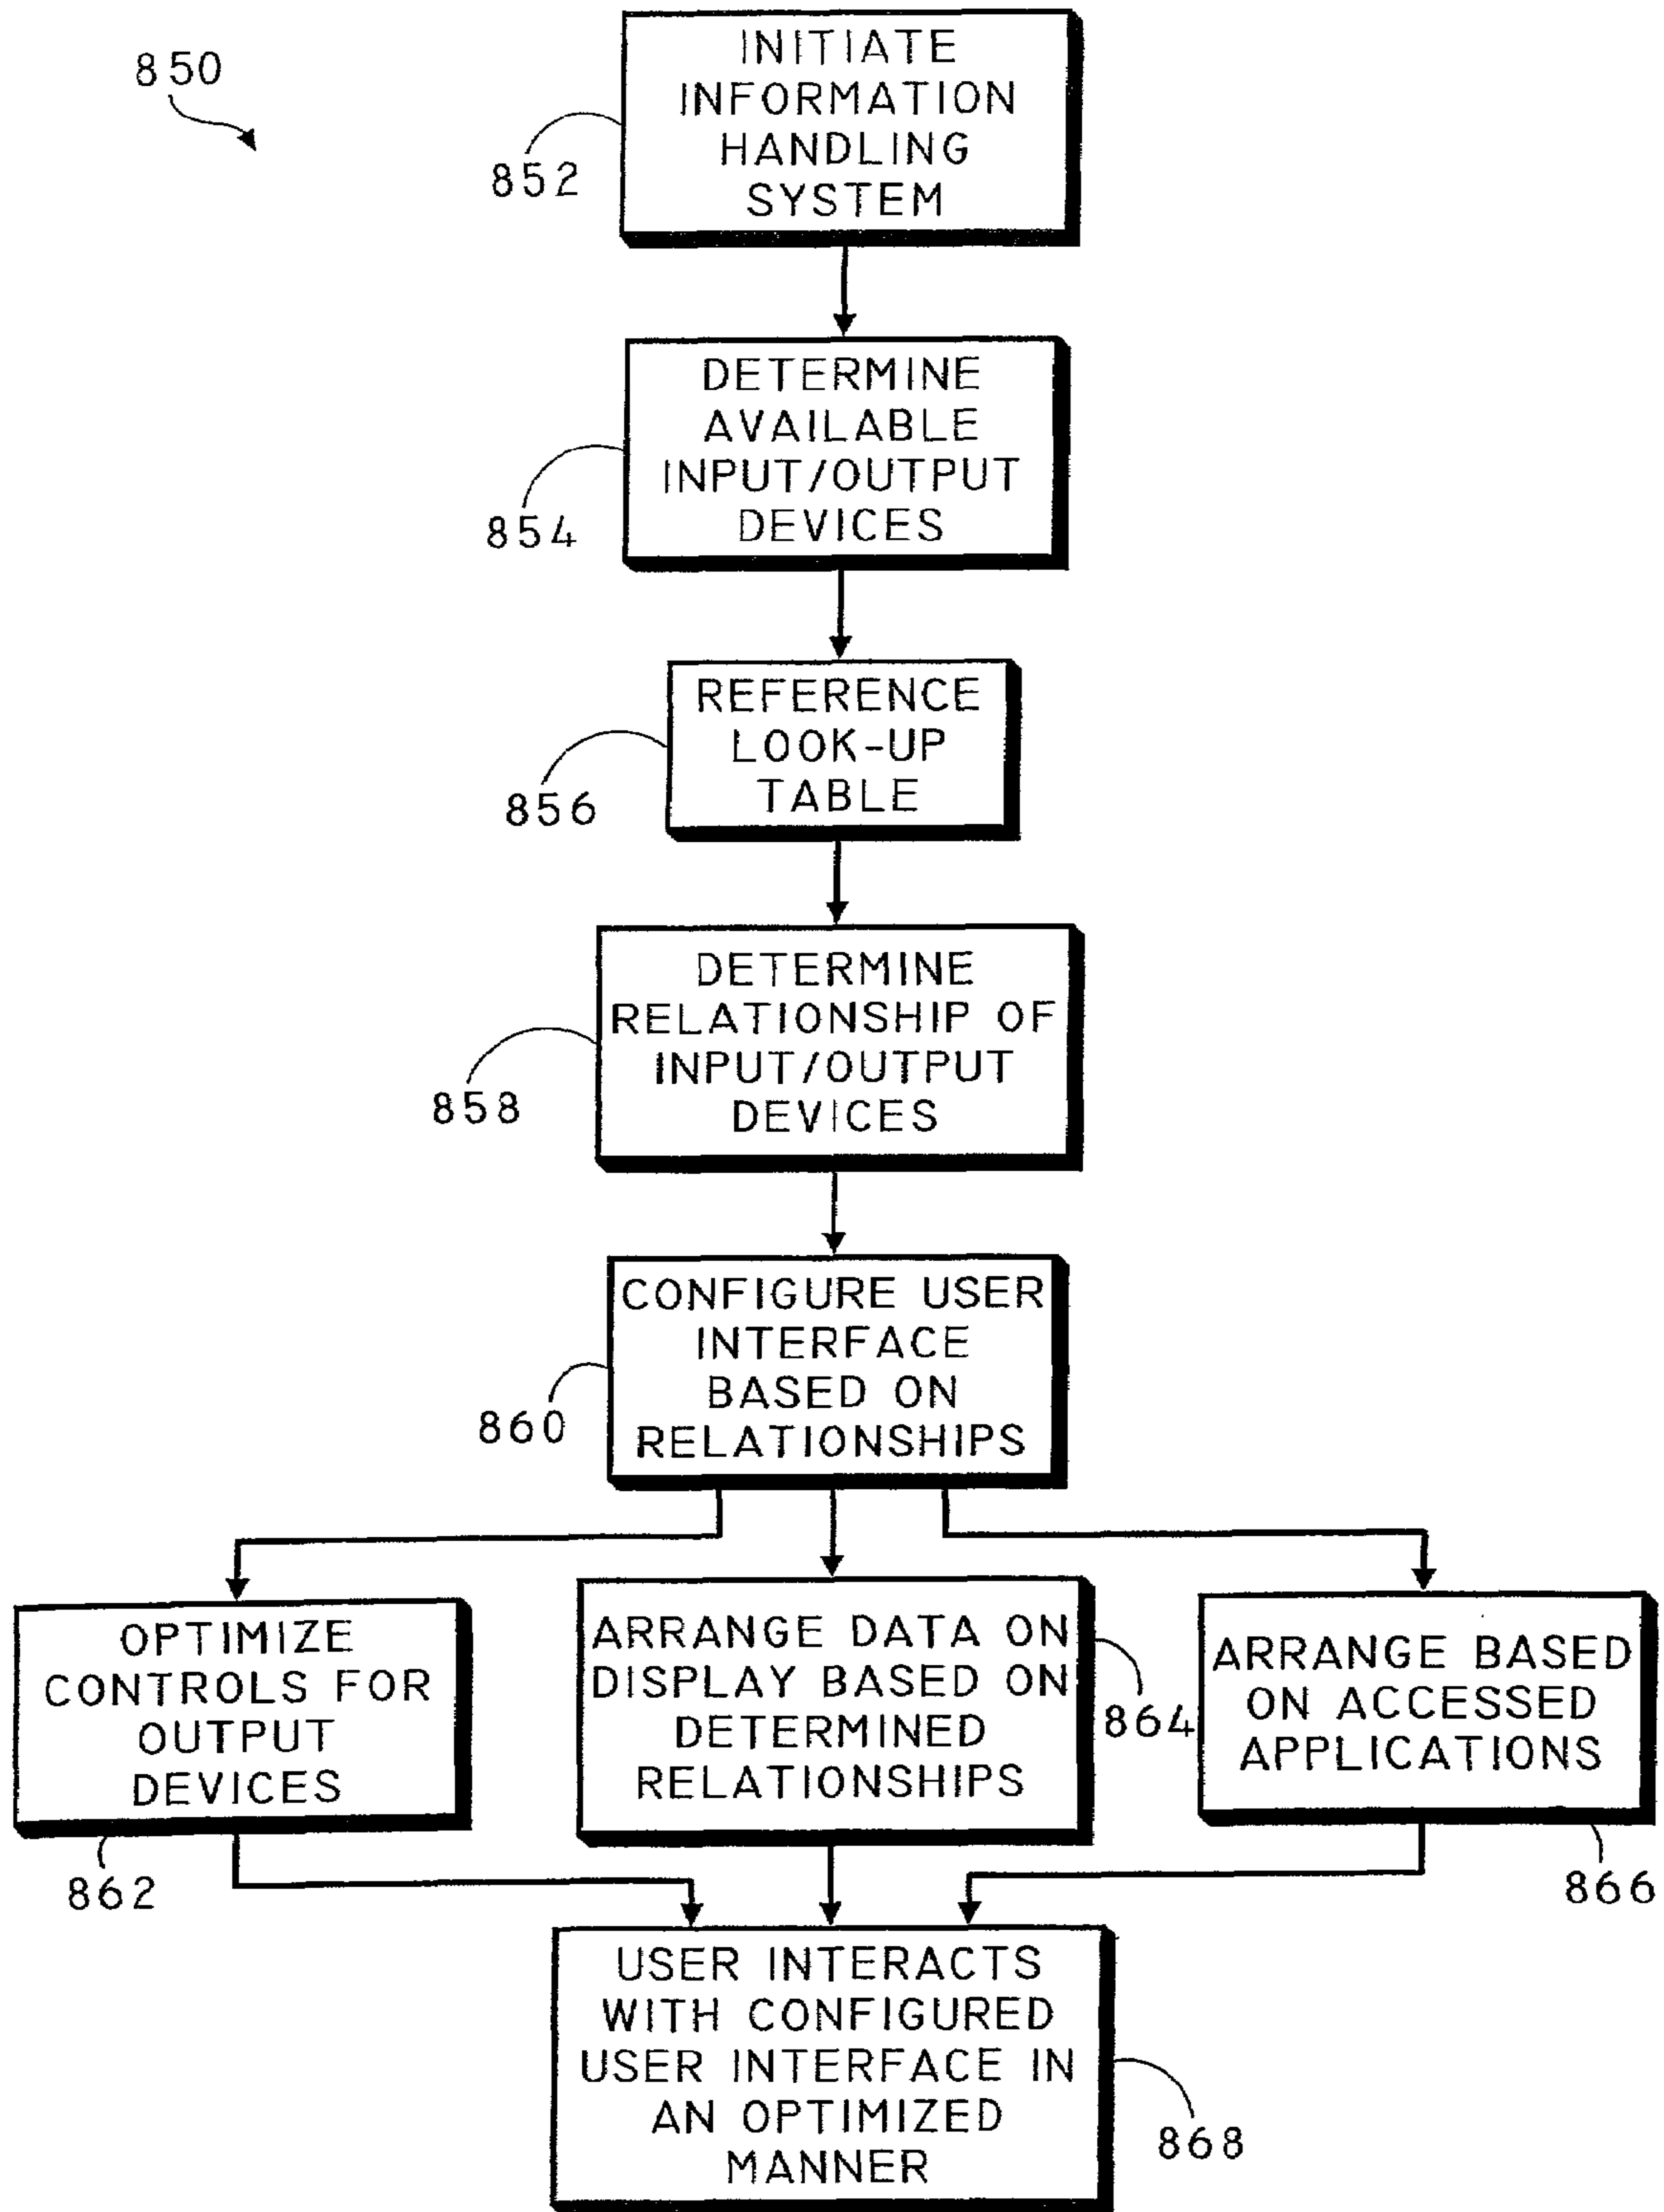 850
INITIATE
INFORMATION
HANDLING
SYSTEM
852
DETERMINE
AVAILABLE
INPUT/OUTPUT
DEVICES
854
REFERENCE
LOOK-UP
TABLE
856
DETERMINE
RELATIONSHIP OF
INPUT/OUTPUT
DEVICES
858
CONFIGURE USER
INTERFACE
BASED ON
RELATIONSHIPS
860
OPTIMIZE
CONTROLS FOR
OUTPUT
DEVICES
862
ARRANGE DATA ON
DISPLAY BASED ON
DETERMINED
RELATIONSHIPS
864
ARRANGE BASED
ON ACCESSED
APPLICATIONS
866
USER INTERACTS
WITH CONFIGURED
USER INTERFACE IN
AN OPTIMIZED
MANNER
868